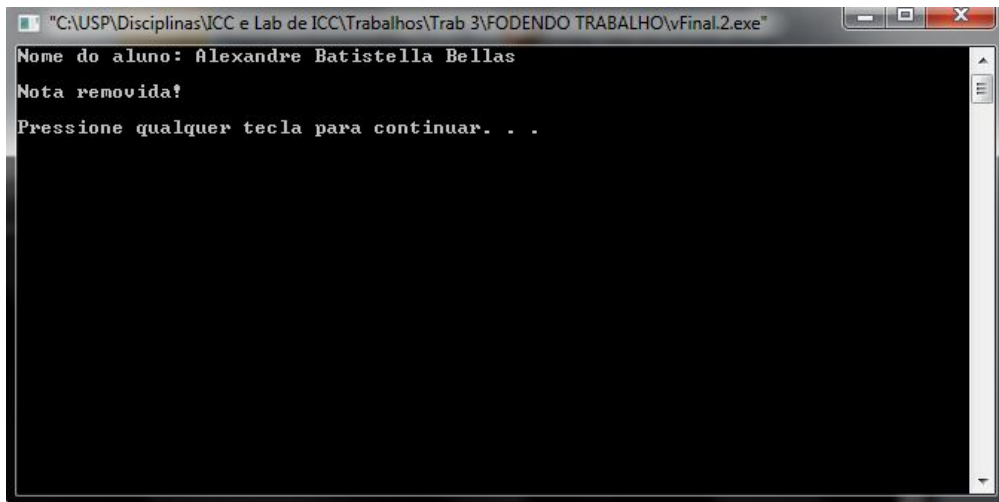 "C:\USP\Disciplinas\ICC e Lab de ICC\Trabalhos\Trab 3\FODENDO TRABALHO\vFinal.2.exe"
Nome do aluno: Alexandre Batistella Bellas
Nota removida!
Pressione qualquer tecla para continuar. . .